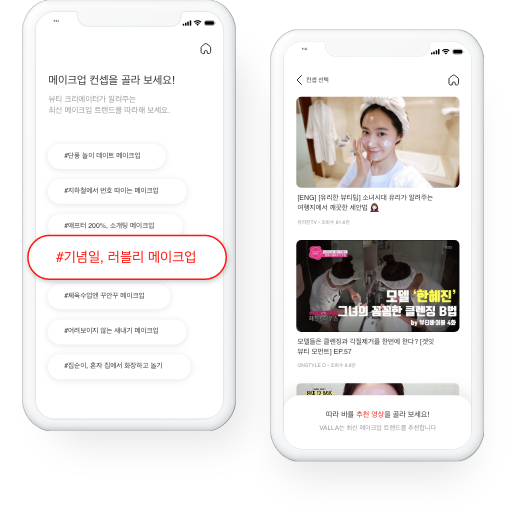 메이크업 컨셉을 골라 보세요!
뷰티 크리에이터가 알려주는
최신 메이크업 트렌드를 따라해 보세요.
#단풍 놀이 데이트 메이크업
#지하철에서 번호 따이는 메이크업
#애프터 200%, 소개팅 메이크업
#기념일, 러블리 메이크업
#체육수업엔 꾸안꾸 메이크업
#어려보이지 않는 새내기 메이크업
#집순이, 혼자 집에서 화장하고 놀기
컨셉 선택
[ENG] [유리한 뷰티팁] 소녀시대 유리가 알려주는
여행지에서 깨끗한 세안법
유리한TV • 조회수 81.6만
모델 '한혜진'
그녀의 꼼꼼한 클렌징 B법
by 뷰티에퍼블 4화
모델들은 클렌징과 각질제거를 한번에 한다? [겟잇
뷰티 모먼트] EP.57
ONSTYLE D • 조회수 6.8만
따라 바를 추천 영상을 골라 보세요!
VALLA는 최신 메이크업 트렌드를 추천합니다